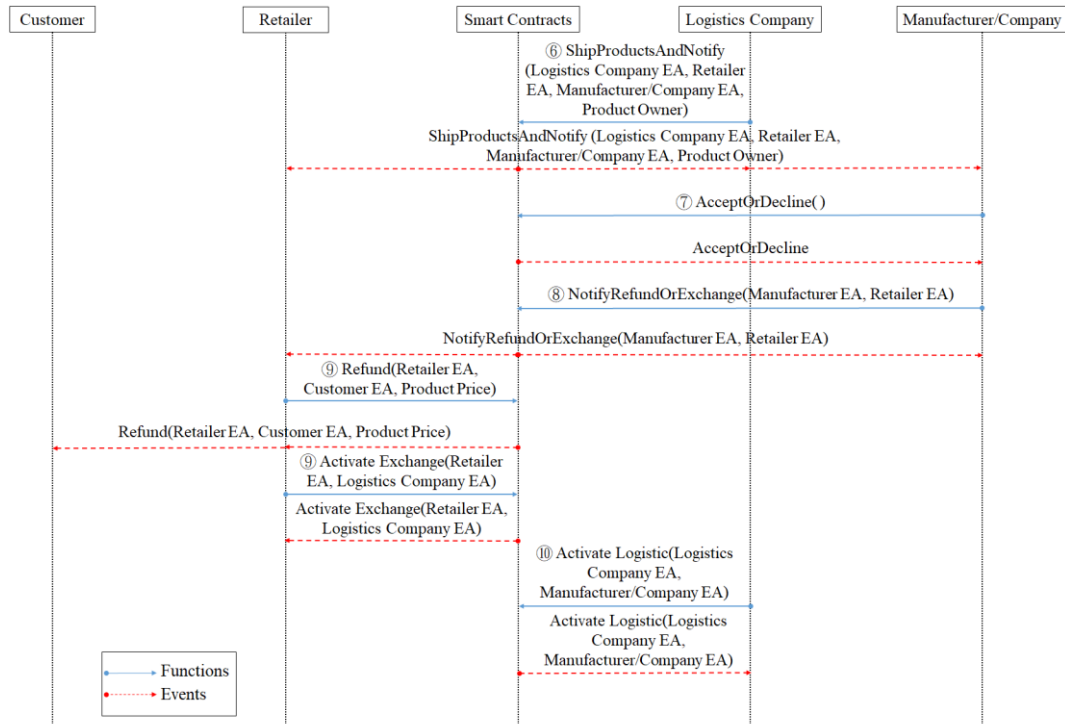 Customer
Retailer
Smart Contracts
Logistics Company
Manufacturer/Company
⑥ ShipProductsAndNotify
(Logistics Company EA, Retailer
EA, Manufacturer/Company EA,
Product Owner)
ShipProductsAndNotify (Logistics Company EA, Retailer EA,
Manufacturer/Company EA, Product Owner)
⑦ AcceptOrDecline( )
AcceptOrDecline
⑧ NotifyRefundOrExchange(Manufacturer EA, Retailer EA)
NotifyRefundOrExchange(Manufacturer EA, Retailer EA)
⑨ Refund(Retailer EA,
Customer EA, Product Price)
Refund(Retailer EA, Customer EA, Product Price)
⑨ Activate Exchange(Retailer
EA, Logistics Company EA)
Activate Exchange(Retailer EA,
Logistics Company EA)
⑩ Activate Logistic(Logistics
Company EA,
Manufacturer/Company EA)
Activate Logistic(Logistics
Company EA,
Manufacturer/Company EA)
Functions
Events